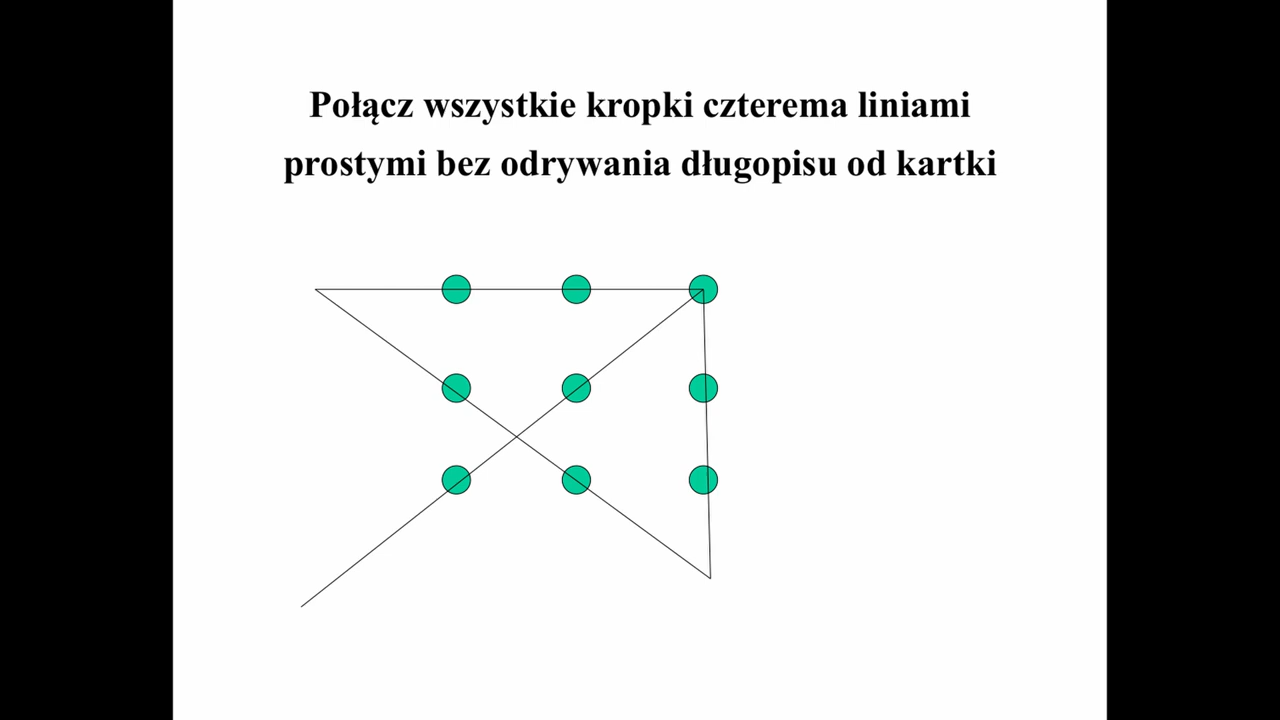 Połącz wszystkie kropki czterema liniami
prostymi bez odrywania długopisu od kartki